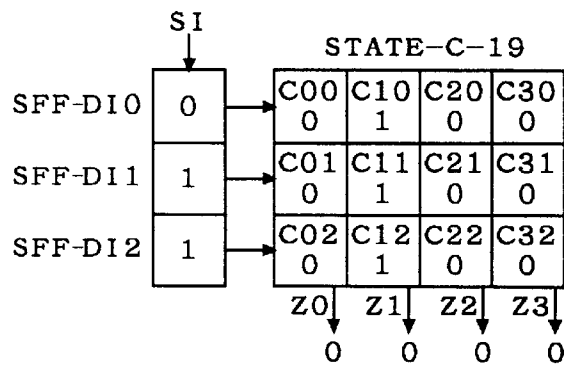 SI
STATE-C-19
SFF-DI0 0 C00 C10 C20 C30
0 1 0 0
SFF-DI1 1 C01 C11 C21 C31
0 1 0 0
SFF-DI2 1 C02 C12 C22 C32
0 1 0 0
Z0 Z1 Z2 Z3
0 0 0 0